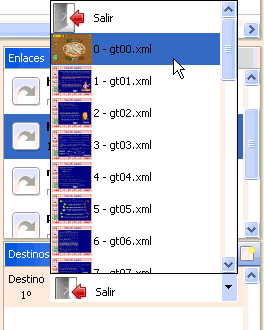 Salir
Enlaces
0 - gt00.xml
1 - gt01.xml
2 - gt02.xml
3 - gt03.xml
4 - gt04.xml
5 - gt05.xml
6 - gt06.xml
7 - gt07.xml
Destinos
Destino
1º
Salir